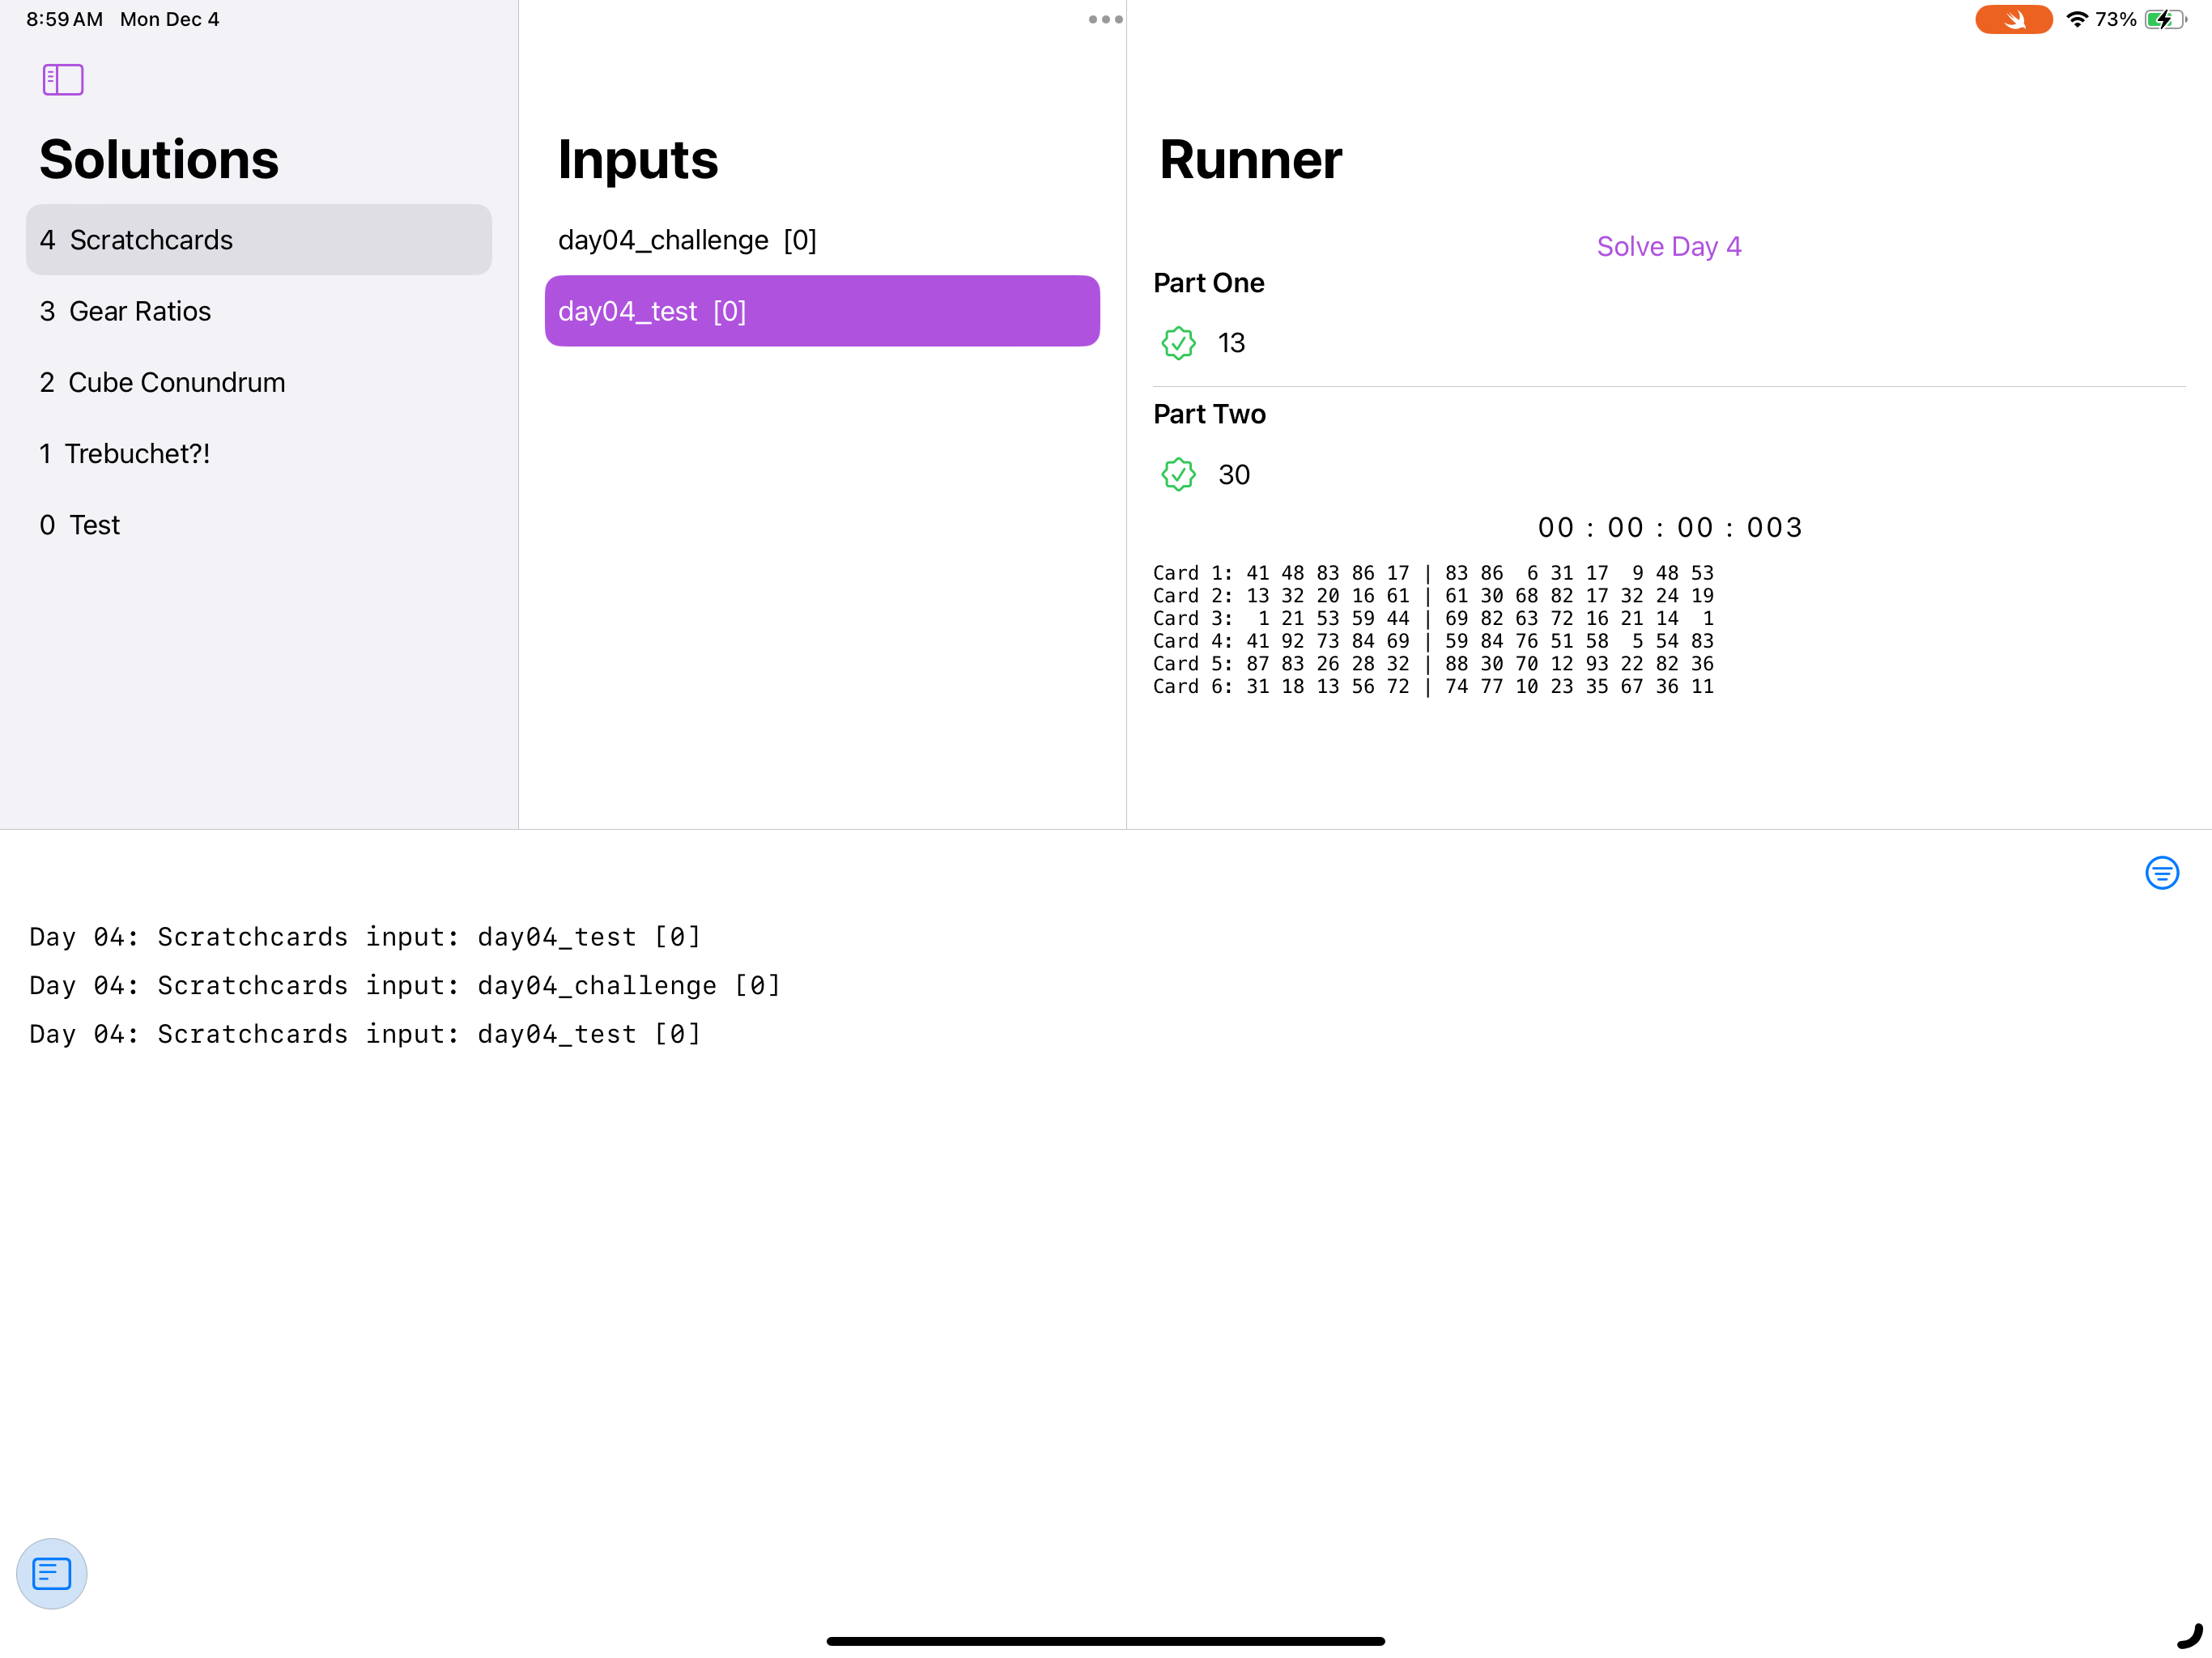 8:59 AM Mon Dec 4
73%
Solutions
4 Scratchcards
3 Gear Ratios
2 Cube Conundrum
1 Trebuchet?!
0 Test
Inputs
day04_challenge [0]
day04_test [0]
Runner
Solve Day 4
Part One
13
Part Two
30
00 : 00 : 00 : 003
Card 1: 41 48 83 86 17 | 83 86  6 31 17  9 48 53
Card 2: 13 32 20 16 61 | 61 30 68 82 17 32 24 19
Card 3:  1 21 53 59 44 | 69 82 63 72 16 21 14  1
Card 4: 41 92 73 84 69 | 59 84 76 51 58  5 54 83
Card 5: 87 83 26 28 32 | 88 30 70 12 93 22 82 36
Card 6: 31 18 13 56 72 | 74 77 10 23 35 67 36 11
Day 04: Scratchcards input: day04_test [0]
Day 04: Scratchcards input: day04_challenge [0]
Day 04: Scratchcards input: day04_test [0]